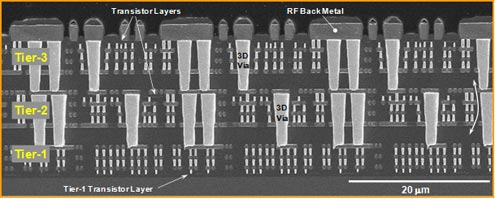 Transistor Layers
RF Back Metal
Tier-3
3D
Via
Tier-2
3D
Via
Tier-1
Tier-1 Transistor Layer
20 µm